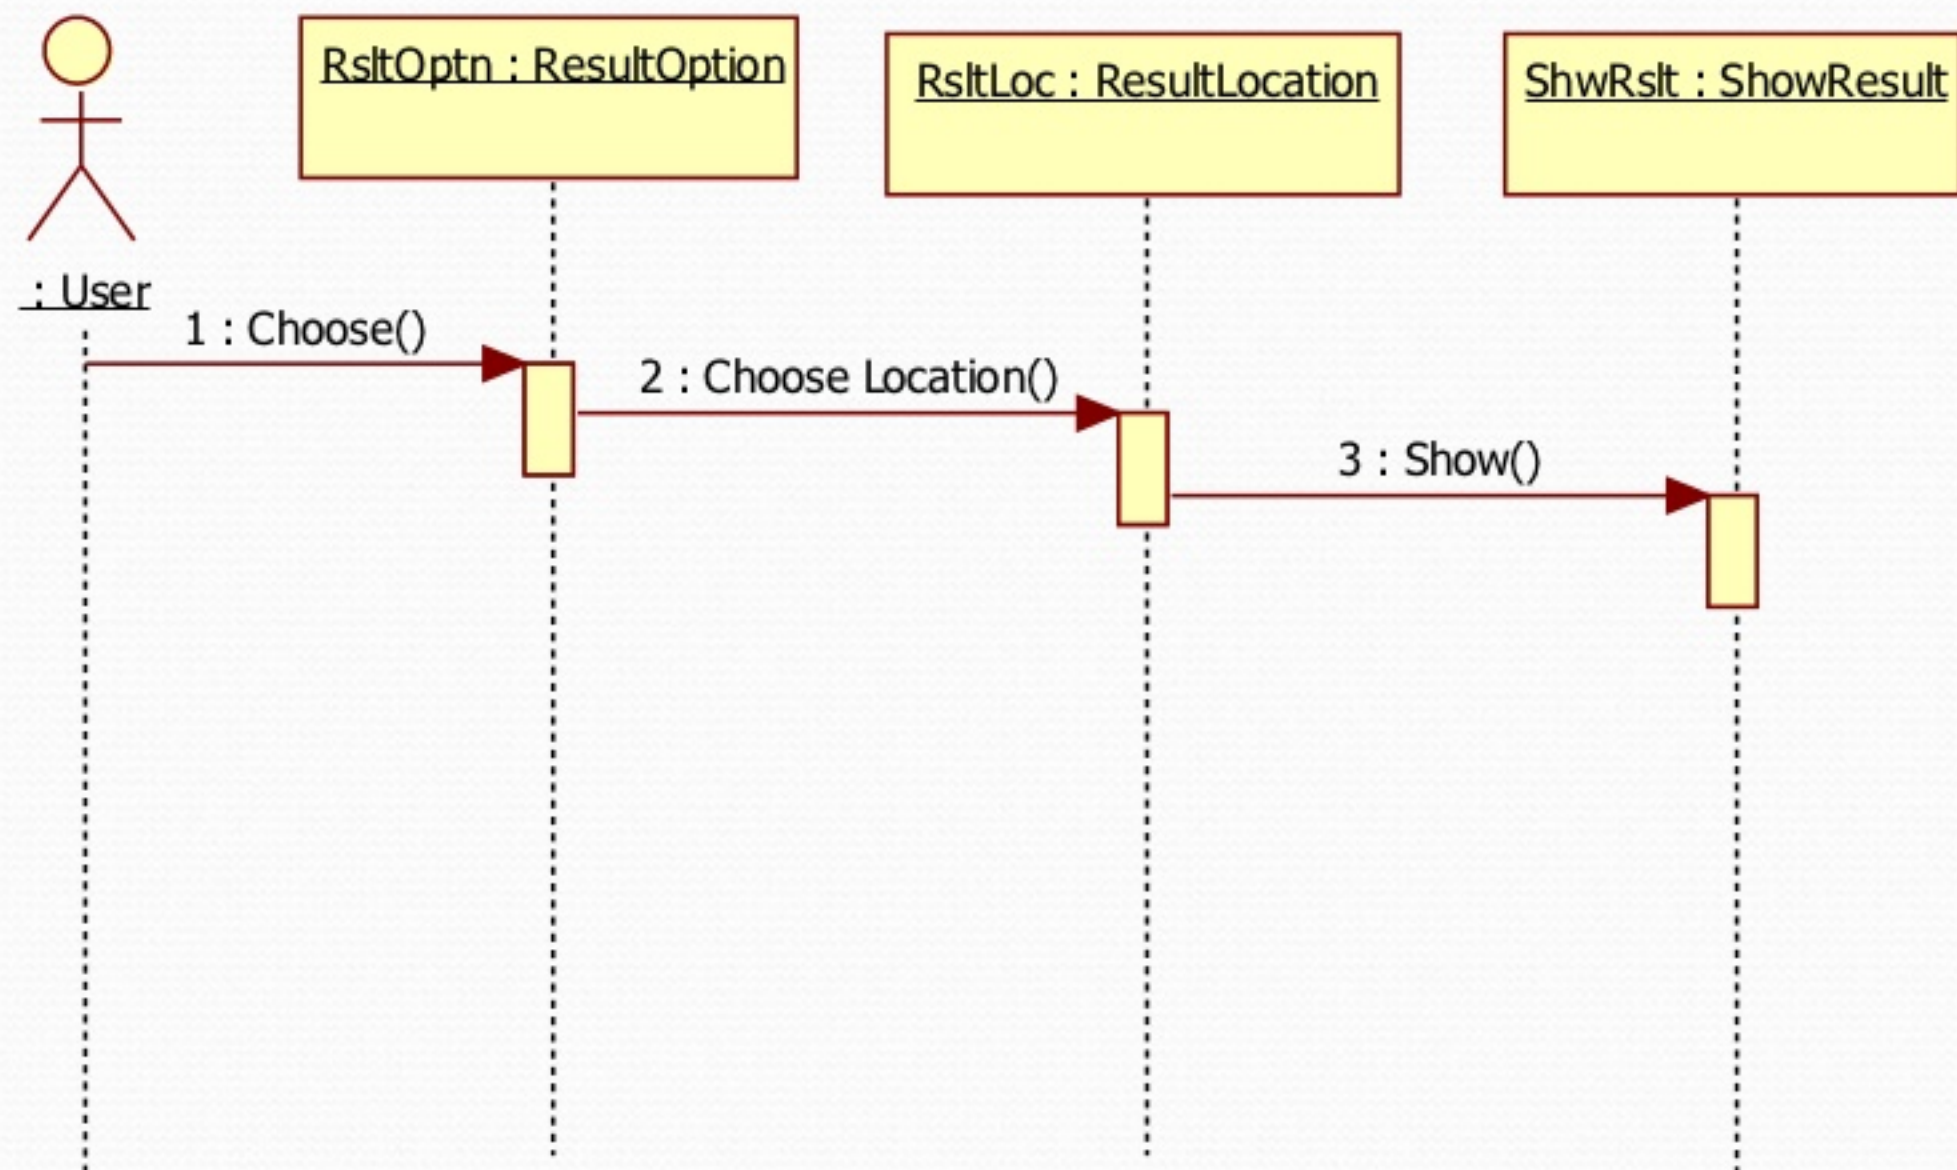 RsltOptn : ResultOption
RsltLoc : ResultLocation
ShwRslt : ShowResult
: User
1 : Choose()
2 : Choose Location()
3 : Show()